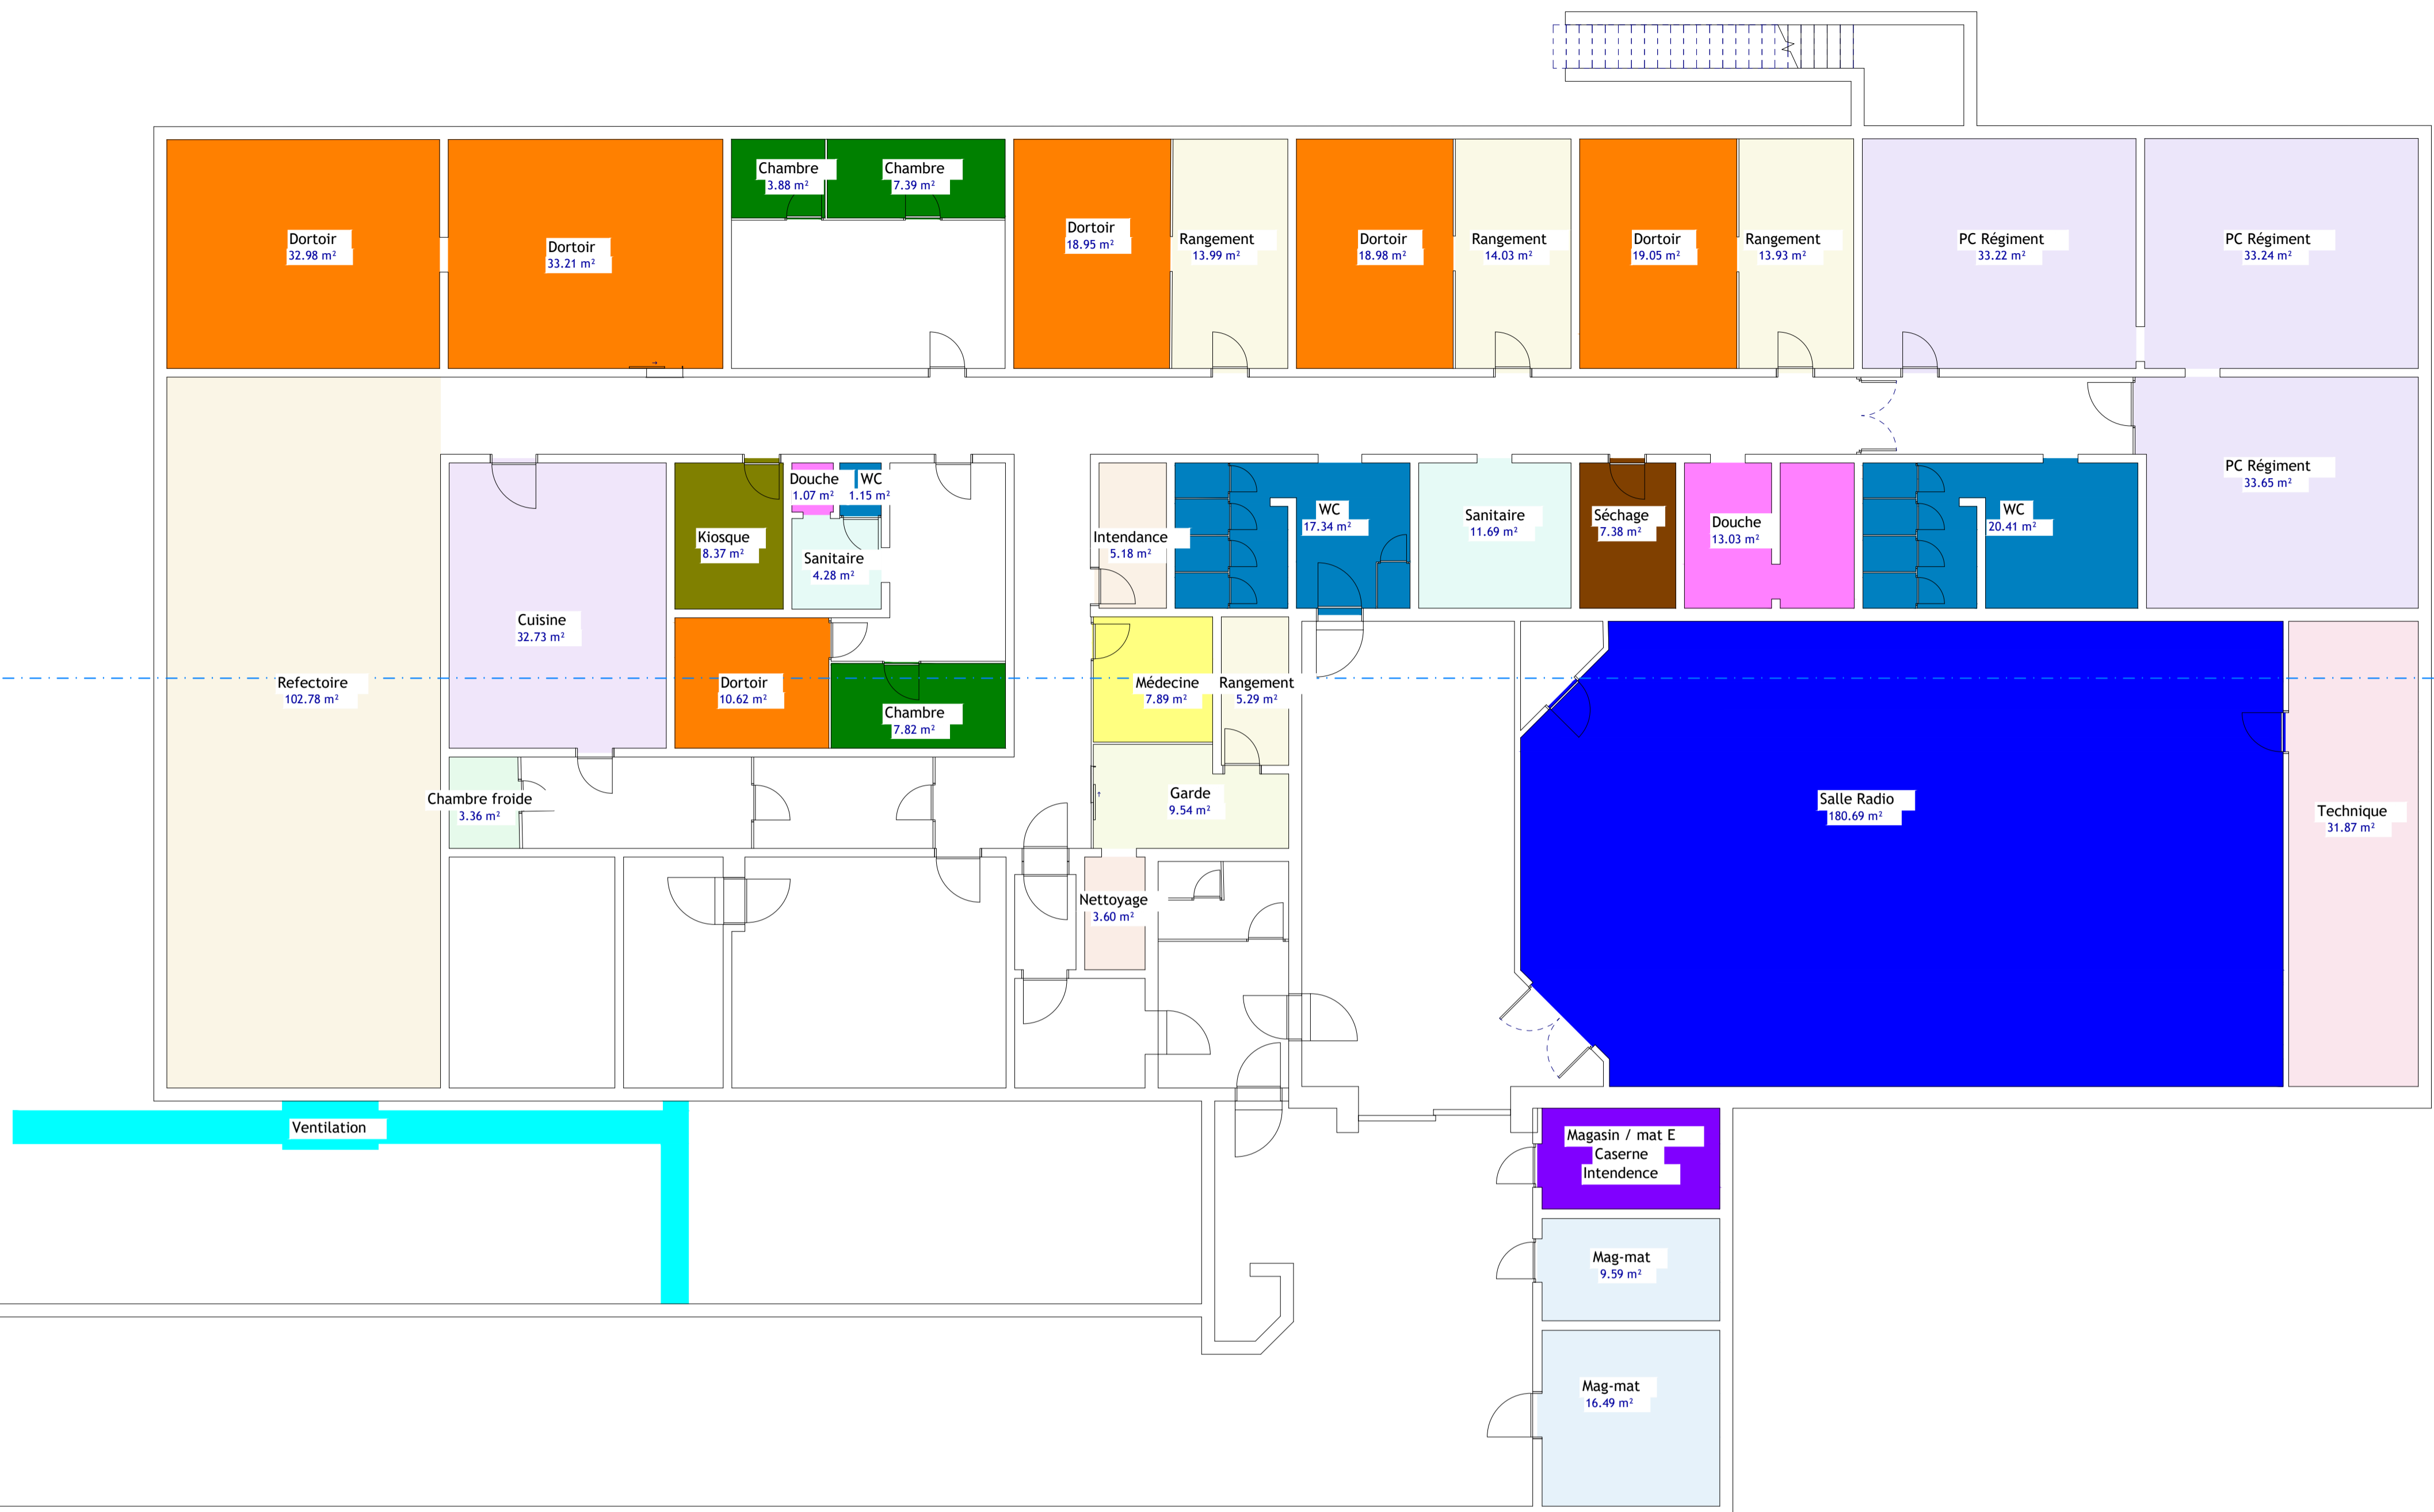 Chambre
3.88 m²
Chambre
7.39 m²
Dortoir
32.98 m²
Dortoir
33.21 m²
Dortoir
18.95 m²
Rangement
13.99 m²
Dortoir
18.98 m²
Rangement
14.03 m²
Dortoir
19.05 m²
Rangement
13.93 m²
PC Régiment
33.22 m²
PC Régiment
33.24 m²
PC Régiment
33.65 m²
Douche
1.07 m²
WC
1.15 m²
Kiosque
8.37 m²
Sanitaire
4.28 m²
Intendance
5.18 m²
WC
17.34 m²
Sanitaire
11.69 m²
Séchage
7.38 m²
Douche
13.03 m²
WC
20.41 m²
Cuisine
32.73 m²
Refectoire
102.78 m²
Dortoir
10.62 m²
Chambre
7.82 m²
Médecine
7.89 m²
Rangement
5.29 m²
Chambre froide
3.36 m²
Garde
9.54 m²
Salle Radio
180.69 m²
Technique
31.87 m²
Nettoyage
3.60 m²
Ventilation
Magasin / mat E
Caserne
Intendence
Mag-mat
9.59 m²
Mag-mat
16.49 m²